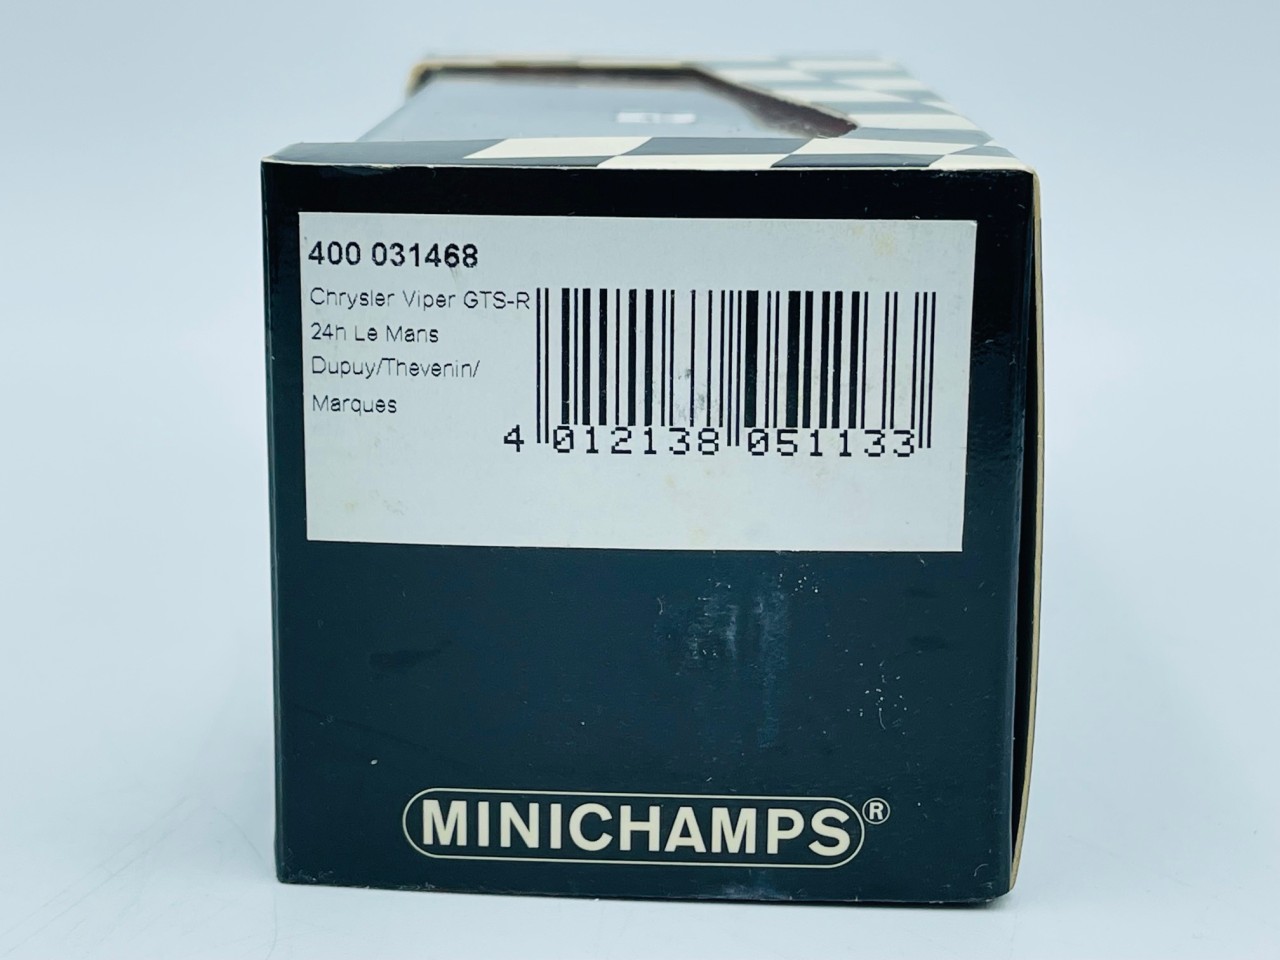 400 031468
Chrysler Viper GTS-R
24h Le Mans
Dupuy/Thevenin/
Marques
4 012138 051133
MINICHAMPS®